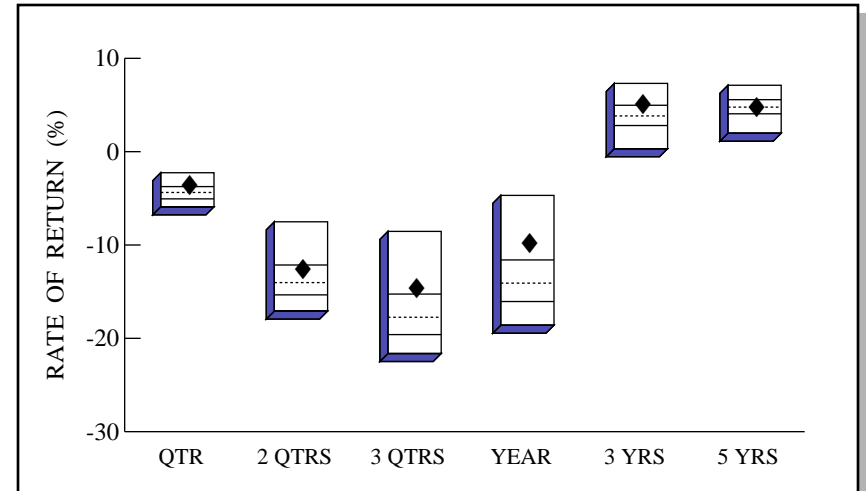 10
0
-10
-20
-30
RATE OF RETURN (%)
QTR 2 QTRS 3 QTRS YEAR 3 YRS 5 YRS